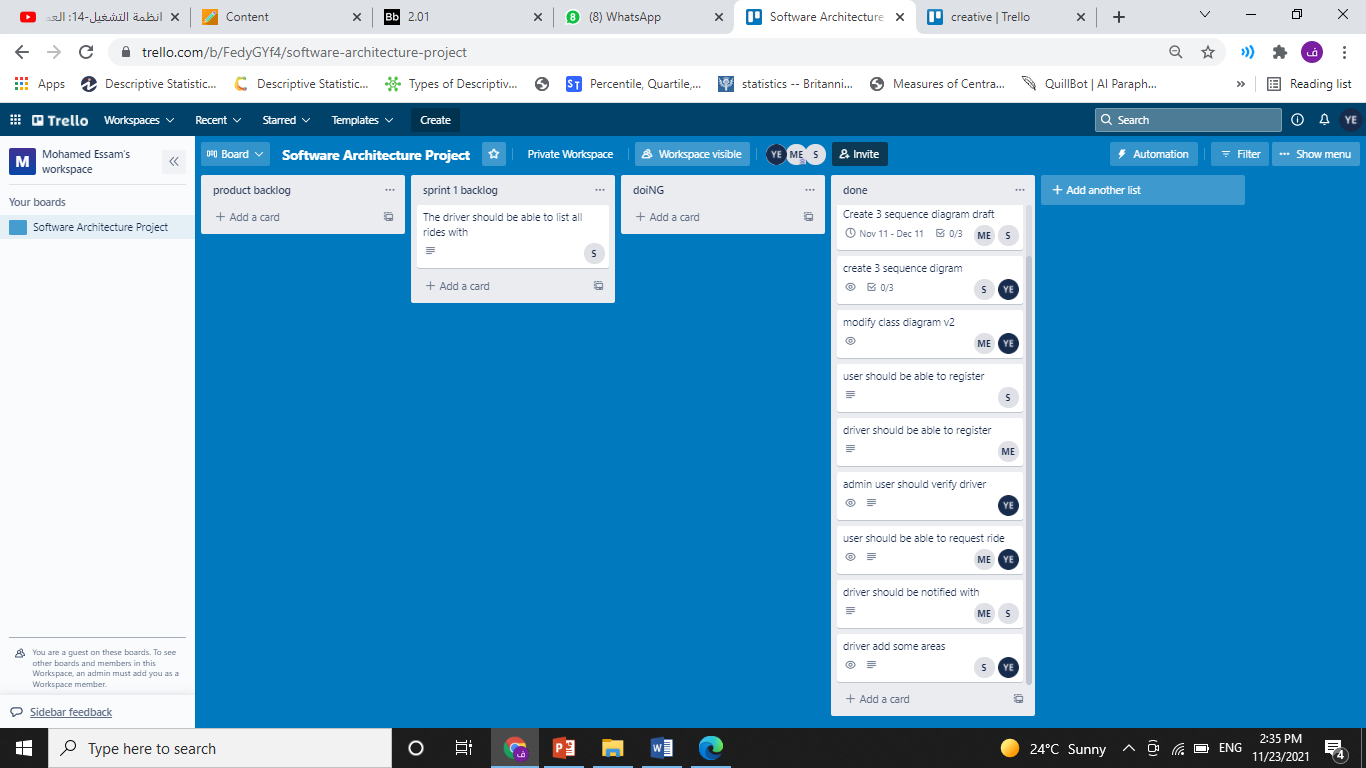 انظمة التشغيل-14: الع
Content
2.01
(8) WhatsApp
Software Architecture
creative | Trello
trello.com/b/FedyGYf4/software-architecture-project
Apps
Descriptive Statistic...
Descriptive Statistic...
Types of Descriptiv...
Percentile, Quartile,...
statistics -- Britanni...
Measures of Centra...
QuillBot | AI Paraph...
»
Reading list
Trello
Workspaces
Recent
Starred
Templates
Create
Search
YE
M
Mohamed Essam's
workspace
Your boards
Software Architecture Project
You are a guest on these boards. To see
other boards and members in this
Workspace, an admin must add you as a
Workspace member.
Sidebar feedback
Board
Software Architecture Project
Private Workspace
Workspace visible
YE ME S
Invite
Automation
Filter
Show menu
product backlog
+ Add a card
sprint 1 backlog
The driver should be able to list all
rides with
S
+ Add a card
doiNG
+ Add a card
done
Create 3 sequence diagram draft
Nov 11 - Dec 11 0/3 ME S
create 3 sequence digram
0/3 S YE
modify class diagram v2
ME YE
user should be able to register
S
driver should be able to register
ME
admin user should verify driver
YE
user should be able to request ride
ME YE
driver should be notified with
ME S
driver add some areas
S YE
+ Add a card
+ Add another list
Type here to search
24°C Sunny
ENG
2:35 PM
11/23/2021
4